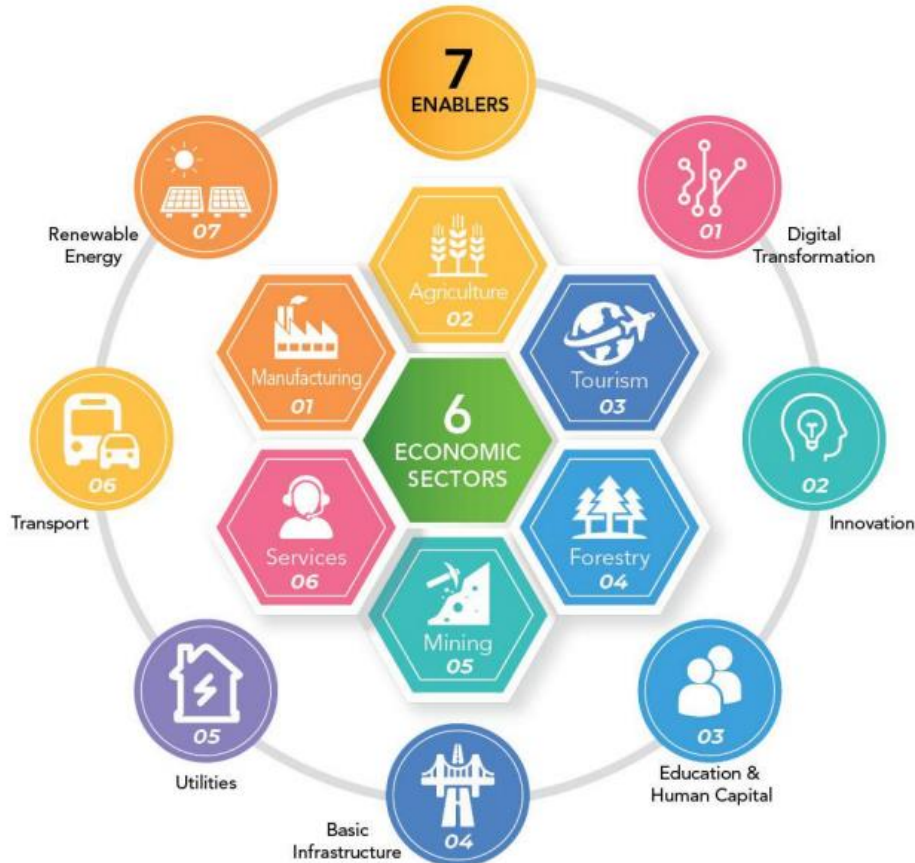 7
ENABLERS
01
Digital
Transformation
02
Innovation
03
Education &
Human Capital
04
Basic
Infrastructure
05
Utilities
06
Transport
07
Renewable
Energy
6
ECONOMIC
SECTORS
Manufacturing
01
Agriculture
02
Tourism
03
Forestry
04
Mining
05
Services
06